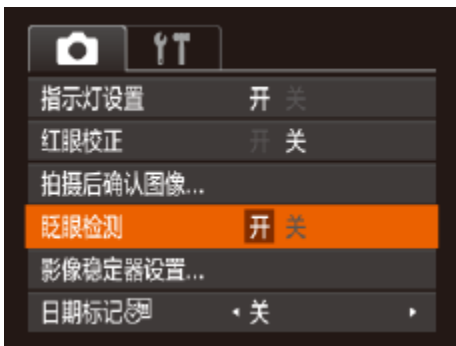 指示灯设置 开 关
红眼校正 开 关
拍摄后确认图像...
眨眼检测 开 关
影像稳定器设置...
日期标记 关